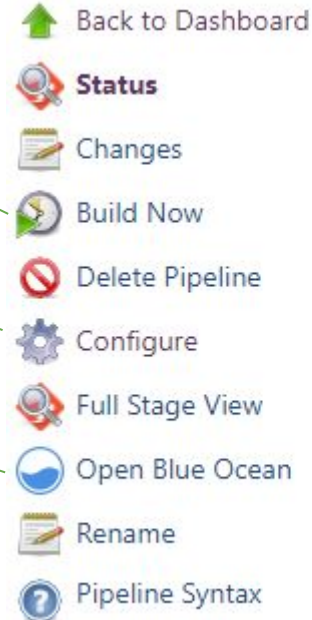 Back to Dashboard
Status
Changes
Build Now
Delete Pipeline
Configure
Full Stage View
Open Blue Ocean
Rename
Pipeline Syntax